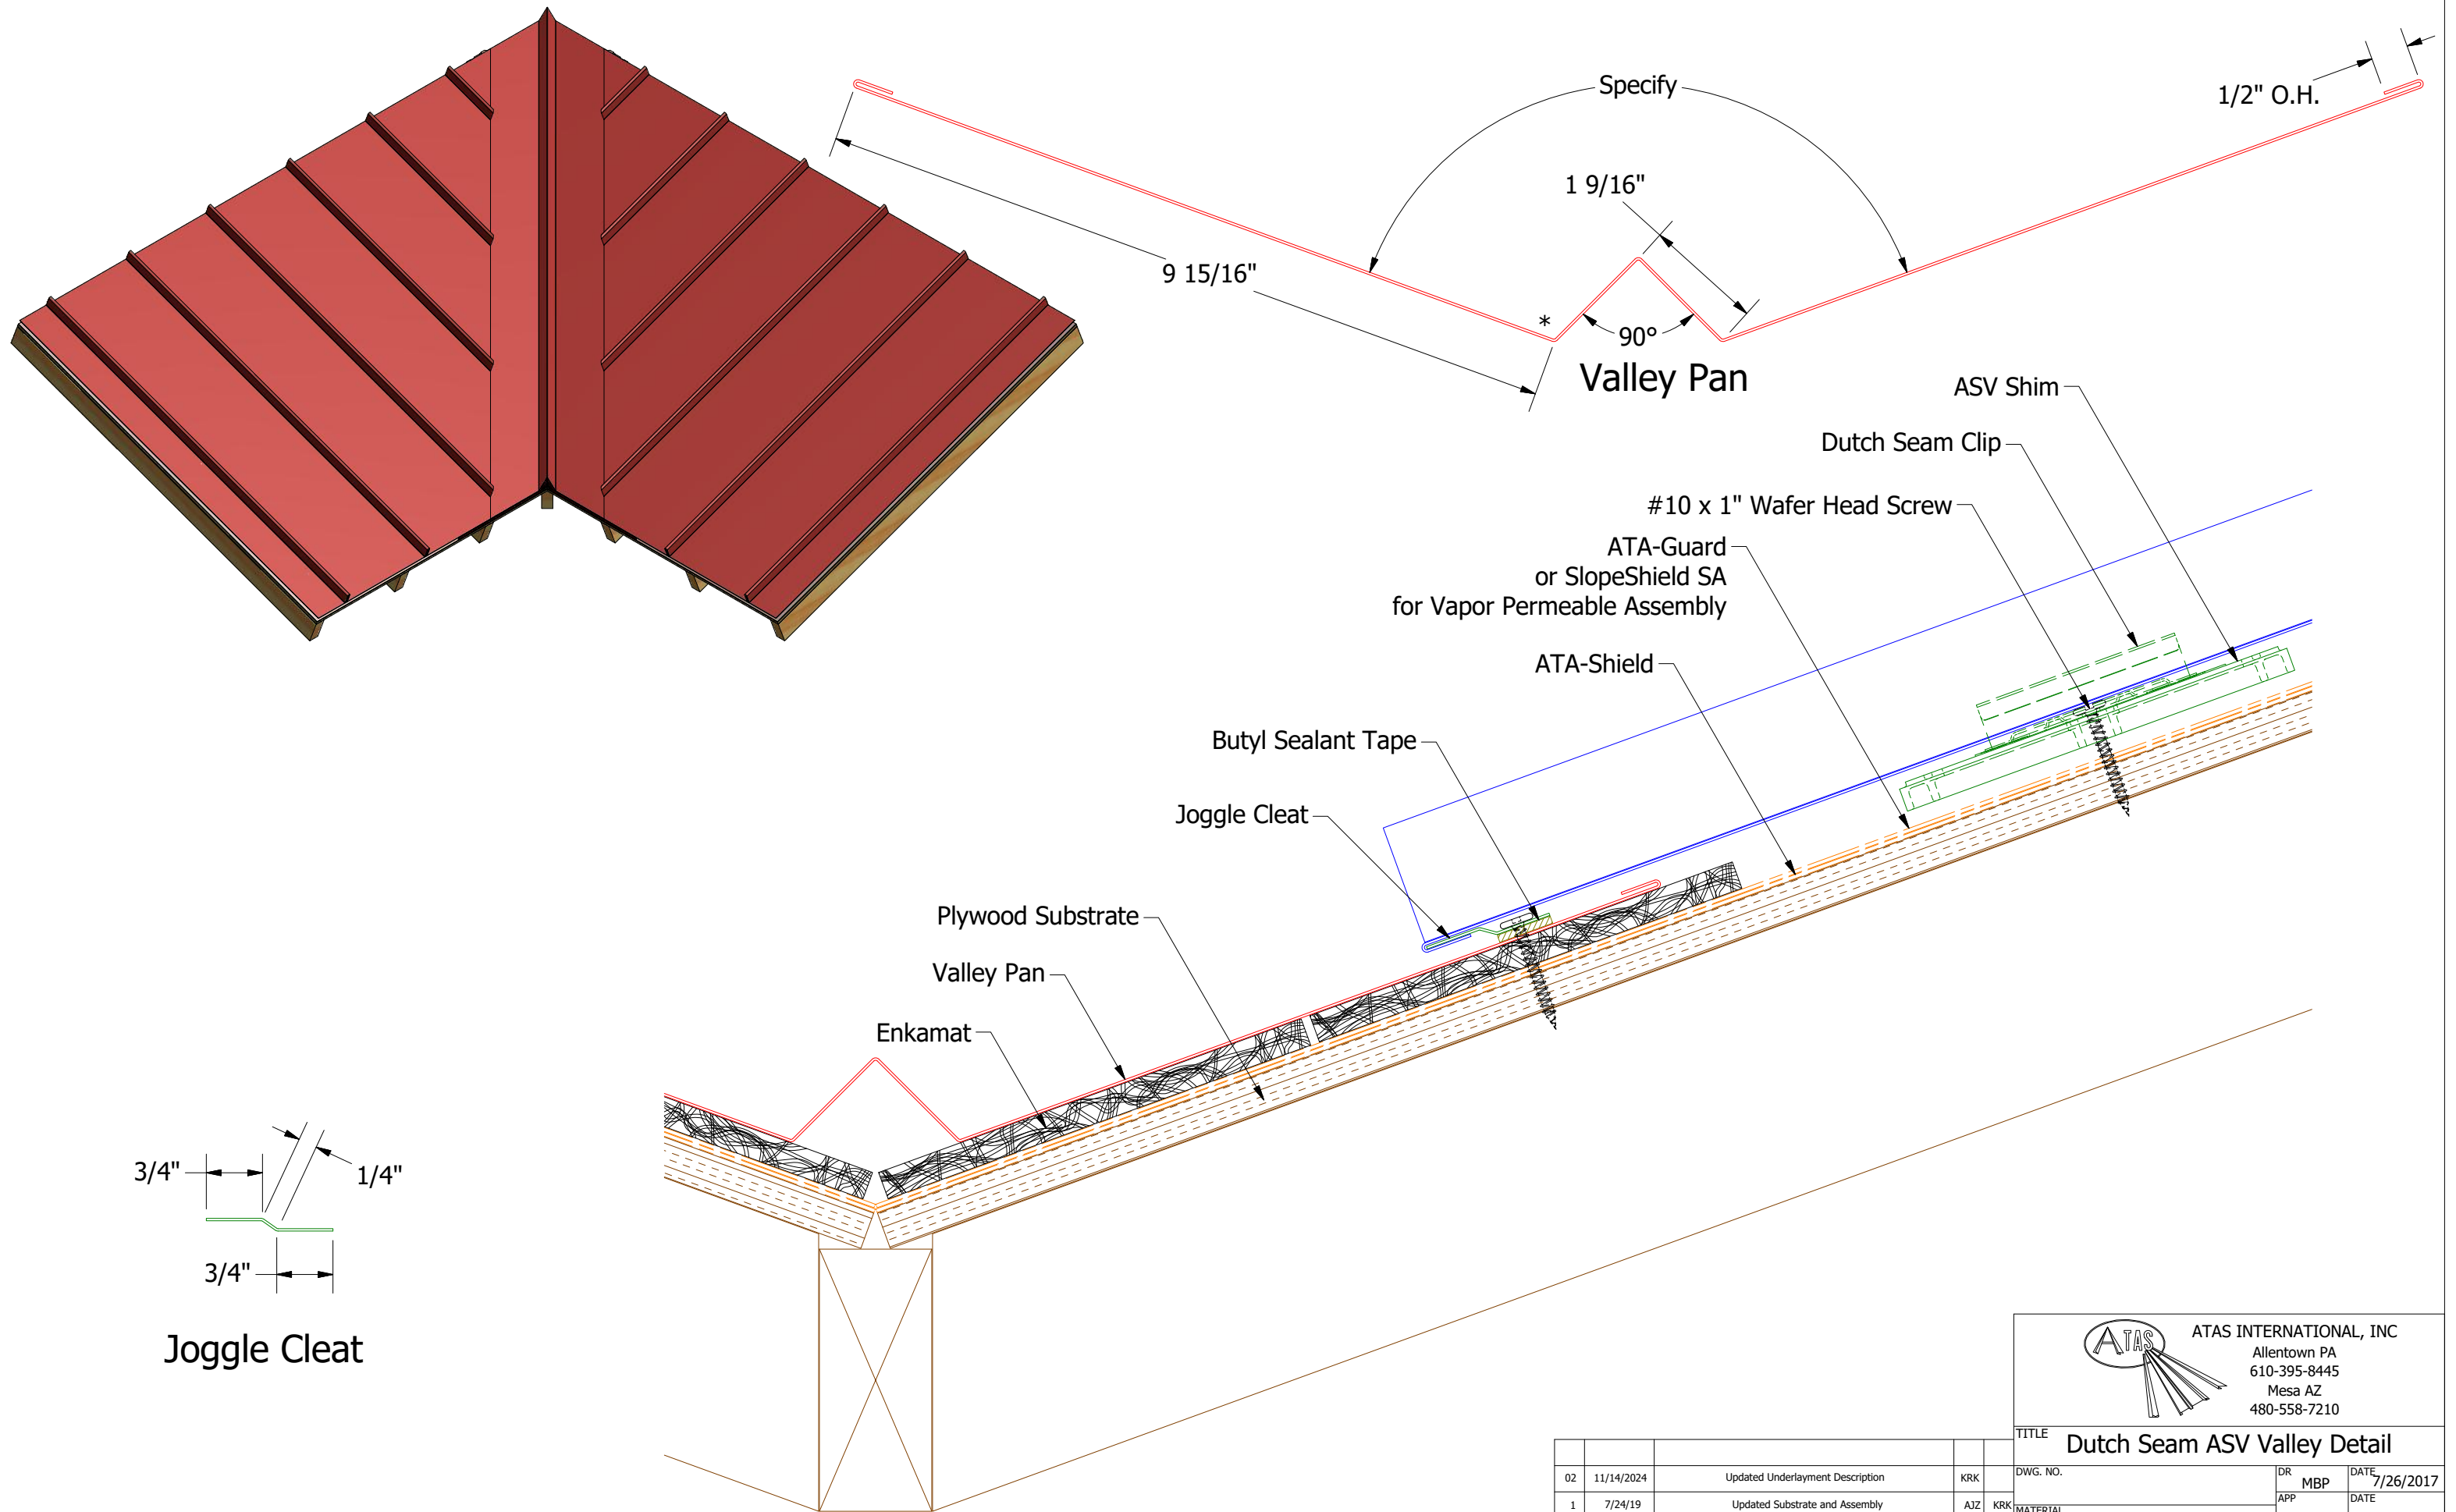 Specify
1/2" O.H.
1 9/16"
9 15/16"
*
90°
Valley Pan
ASV Shim
Dutch Seam Clip
#10 x 1" Wafer Head Screw
ATA-Guard
or SlopeShield SA
for Vapor Permeable Assembly
ATA-Shield
Butyl Sealant Tape
Joggle Cleat
Plywood Substrate
Valley Pan
Enkamat
3/4"
1/4"
3/4"
Joggle Cleat
ATAS
ATAS INTERNATIONAL, INC
Allentown PA
610-395-8445
Mesa AZ
480-558-7210
TITLE
Dutch Seam ASV Valley Detail
DWG. NO.
DR MBP
DATE 7/26/2017
APP
DATE
MATERIAL
02 11/14/2024 Updated Underlayment Description KRK
1 7/24/19 Updated Substrate and Assembly AJZ KRK